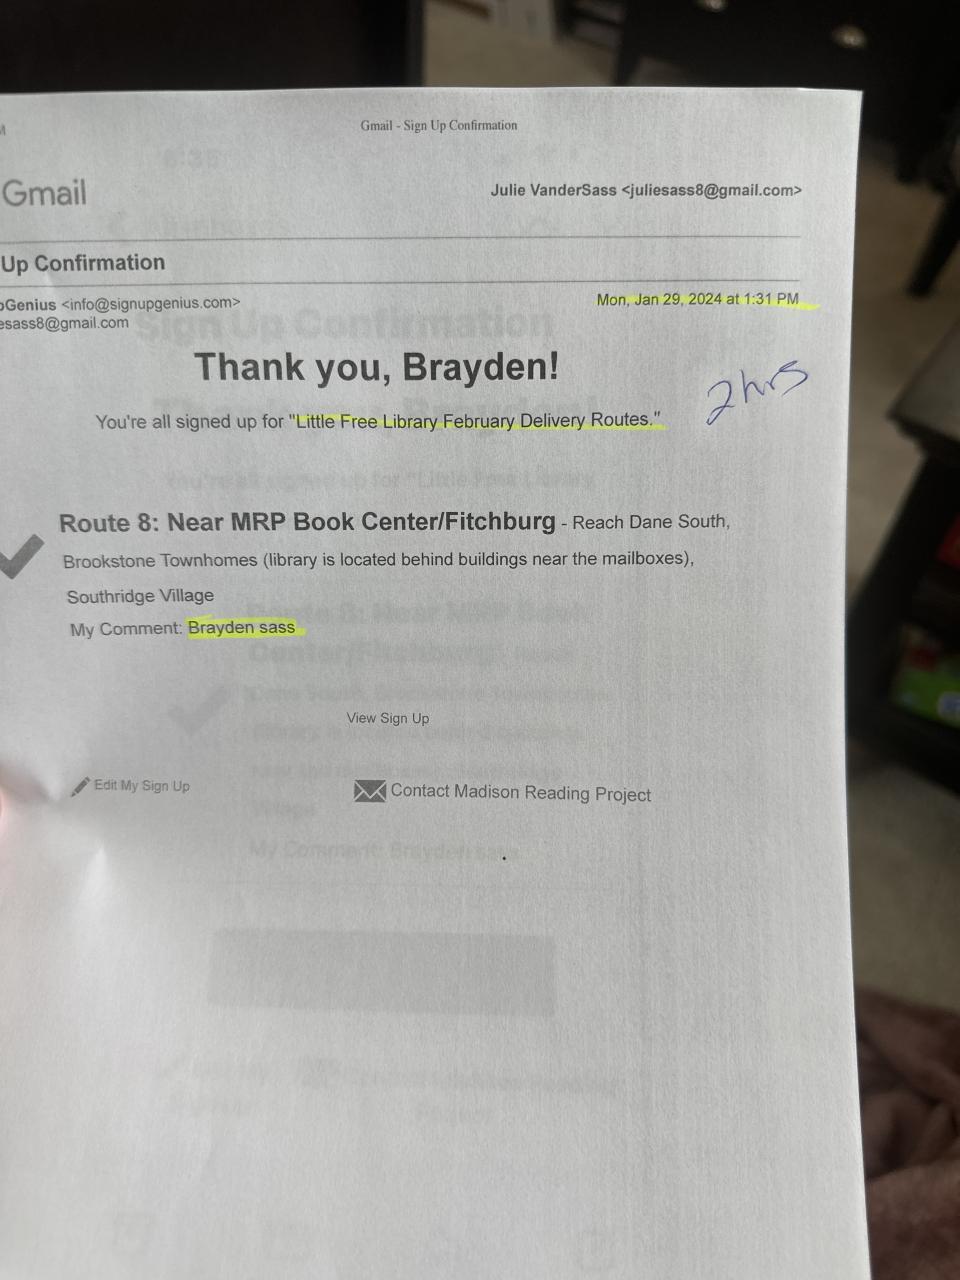 Gmail - Sign Up Confirmation
Gmail
Julie VanderSass <juliesass8@gmail.com>
Up Confirmation
Genius <info@signupgenius.com>
Mon, Jan 29, 2024 at 1:31 PM
esass8@gmail.com
Thank you, Brayden!
2hrs
You're all signed up for "Little Free Library February Delivery Routes."
Route 8: Near MRP Book Center/Fitchburg - Reach Dane South,
Brookstone Townhomes (library is located behind buildings near the mailboxes),
Southridge Village
My Comment: Brayden sass
View Sign Up
Edit My Sign Up
Contact Madison Reading Project